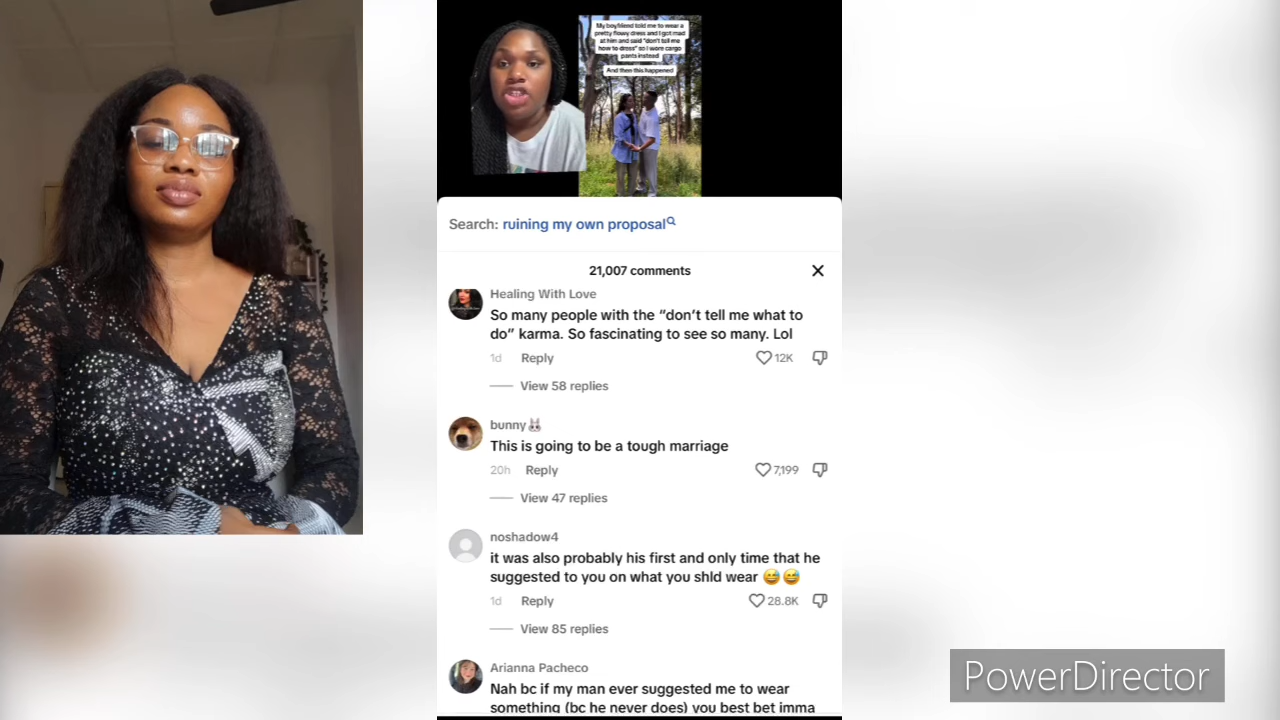 My boyfriend told me to wear a
pretty flowy dress and I got mad
at him and said "don't tell me
how to dress" so I wore cargo
pants instead
And then this happened
Search: ruining my own proposal
21,007 comments
Healing With Love
So many people with the “don’t tell me what to
do” karma. So fascinating to see so many. Lol
1d Reply 12K
View 58 replies
bunny🐰
This is going to be a tough marriage
20h Reply 7,199
View 47 replies
noshadow4
it was also probably his first and only time that he
suggested to you on what you shld wear 😅😅
1d Reply 28.8K
View 85 replies
Arianna Pacheco
Nah bc if my man ever suggested me to wear
something (bc he never does) you best bet imma
PowerDirector